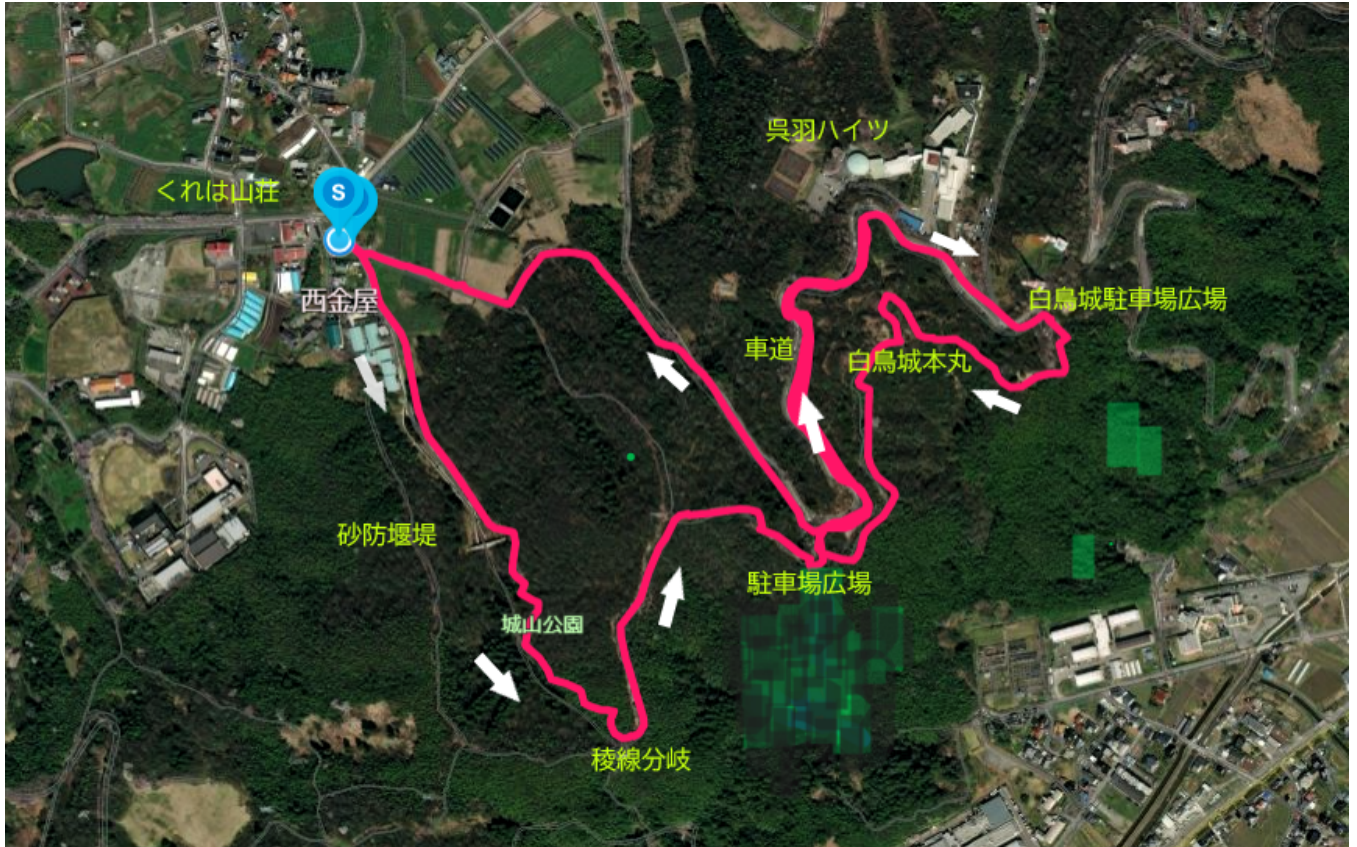 呉羽ハイツ
くれは山荘
S
西金屋
白鳥城駐車場広場
車道
白鳥城本丸
砂防堰堤
駐車場広場
城山公園
稜線分岐